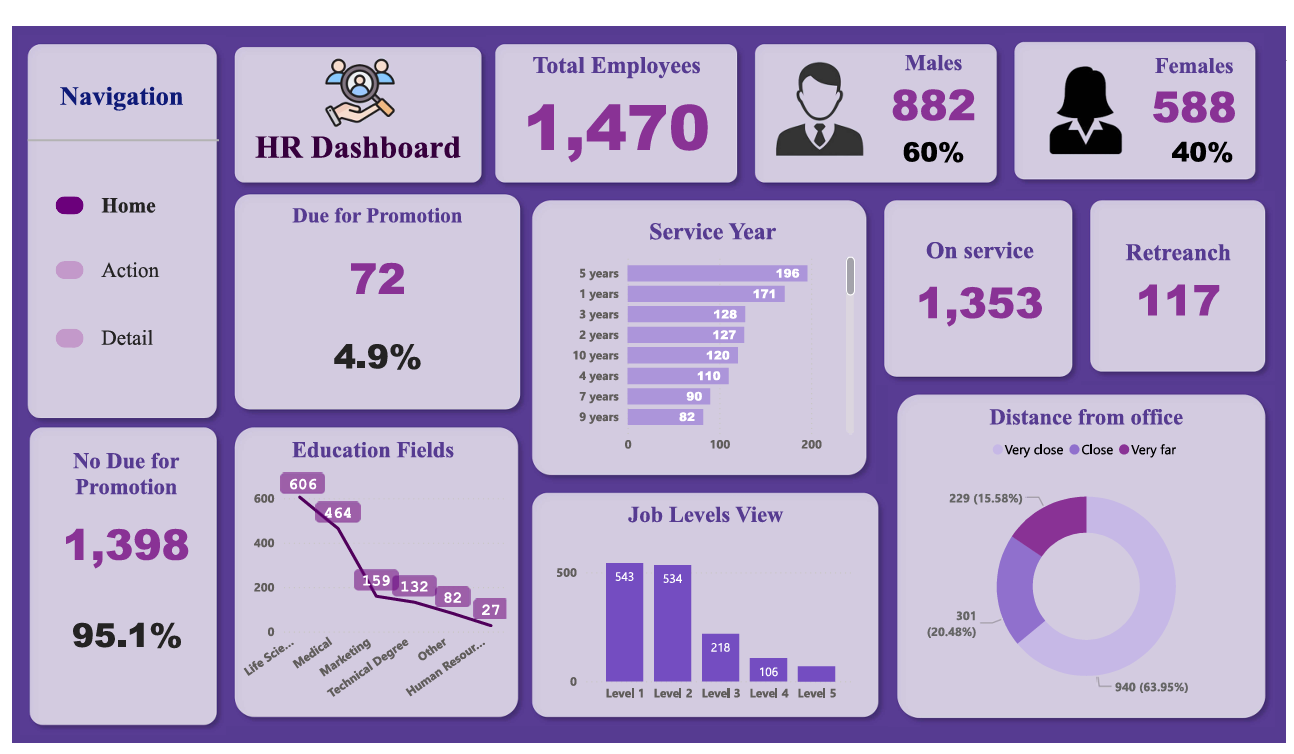 Navigation
Home
Action
Detail
HR Dashboard
Total Employees
1,470
Males
882
60%
Females
588
40%
Due for Promotion
72
4.9%
Service Year
5 years 196
1 years 171
3 years 128
2 years 127
10 years 120
4 years 110
7 years 90
9 years 82
0 100 200
On service
1,353
Retreanch
117
No Due for
Promotion
1,398
95.1%
Education Fields
600
400
200
0
606
464
159
132
82
27
Life Scie...
Medical
Marketing
Technical Degree
Other
Human Resour...
Job Levels View
500
0
543
534
218
106
Level 1 Level 2 Level 3 Level 4 Level 5
Distance from office
Very close Close Very far
229 (15.58%)
301
(20.48%)
940 (63.95%)